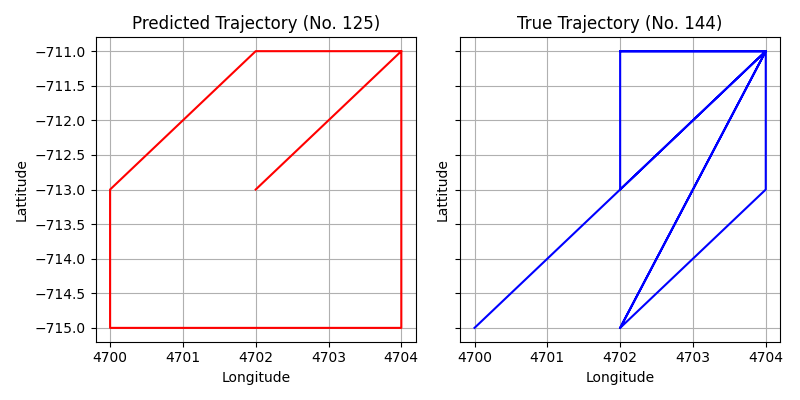 Predicted Trajectory (No. 125)
True Trajectory (No. 144)
−711.0
−711.5
−712.0
−712.5
−713.0
−713.5
−714.0
−714.5
−715.0
Lattitude
Lattitude
4700 4701 4702 4703 4704
4700 4701 4702 4703 4704
Longitude
Longitude